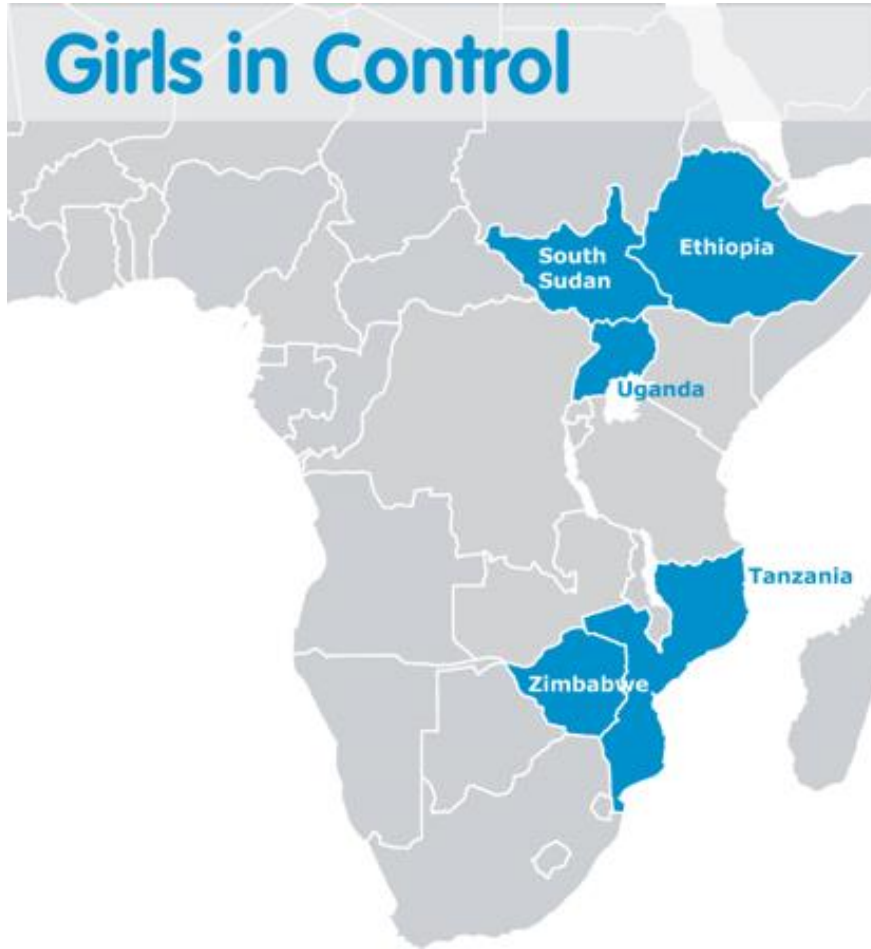 Girls in Control
South
Sudan
Ethiopia
Uganda
Tanzania
Zimbabwe